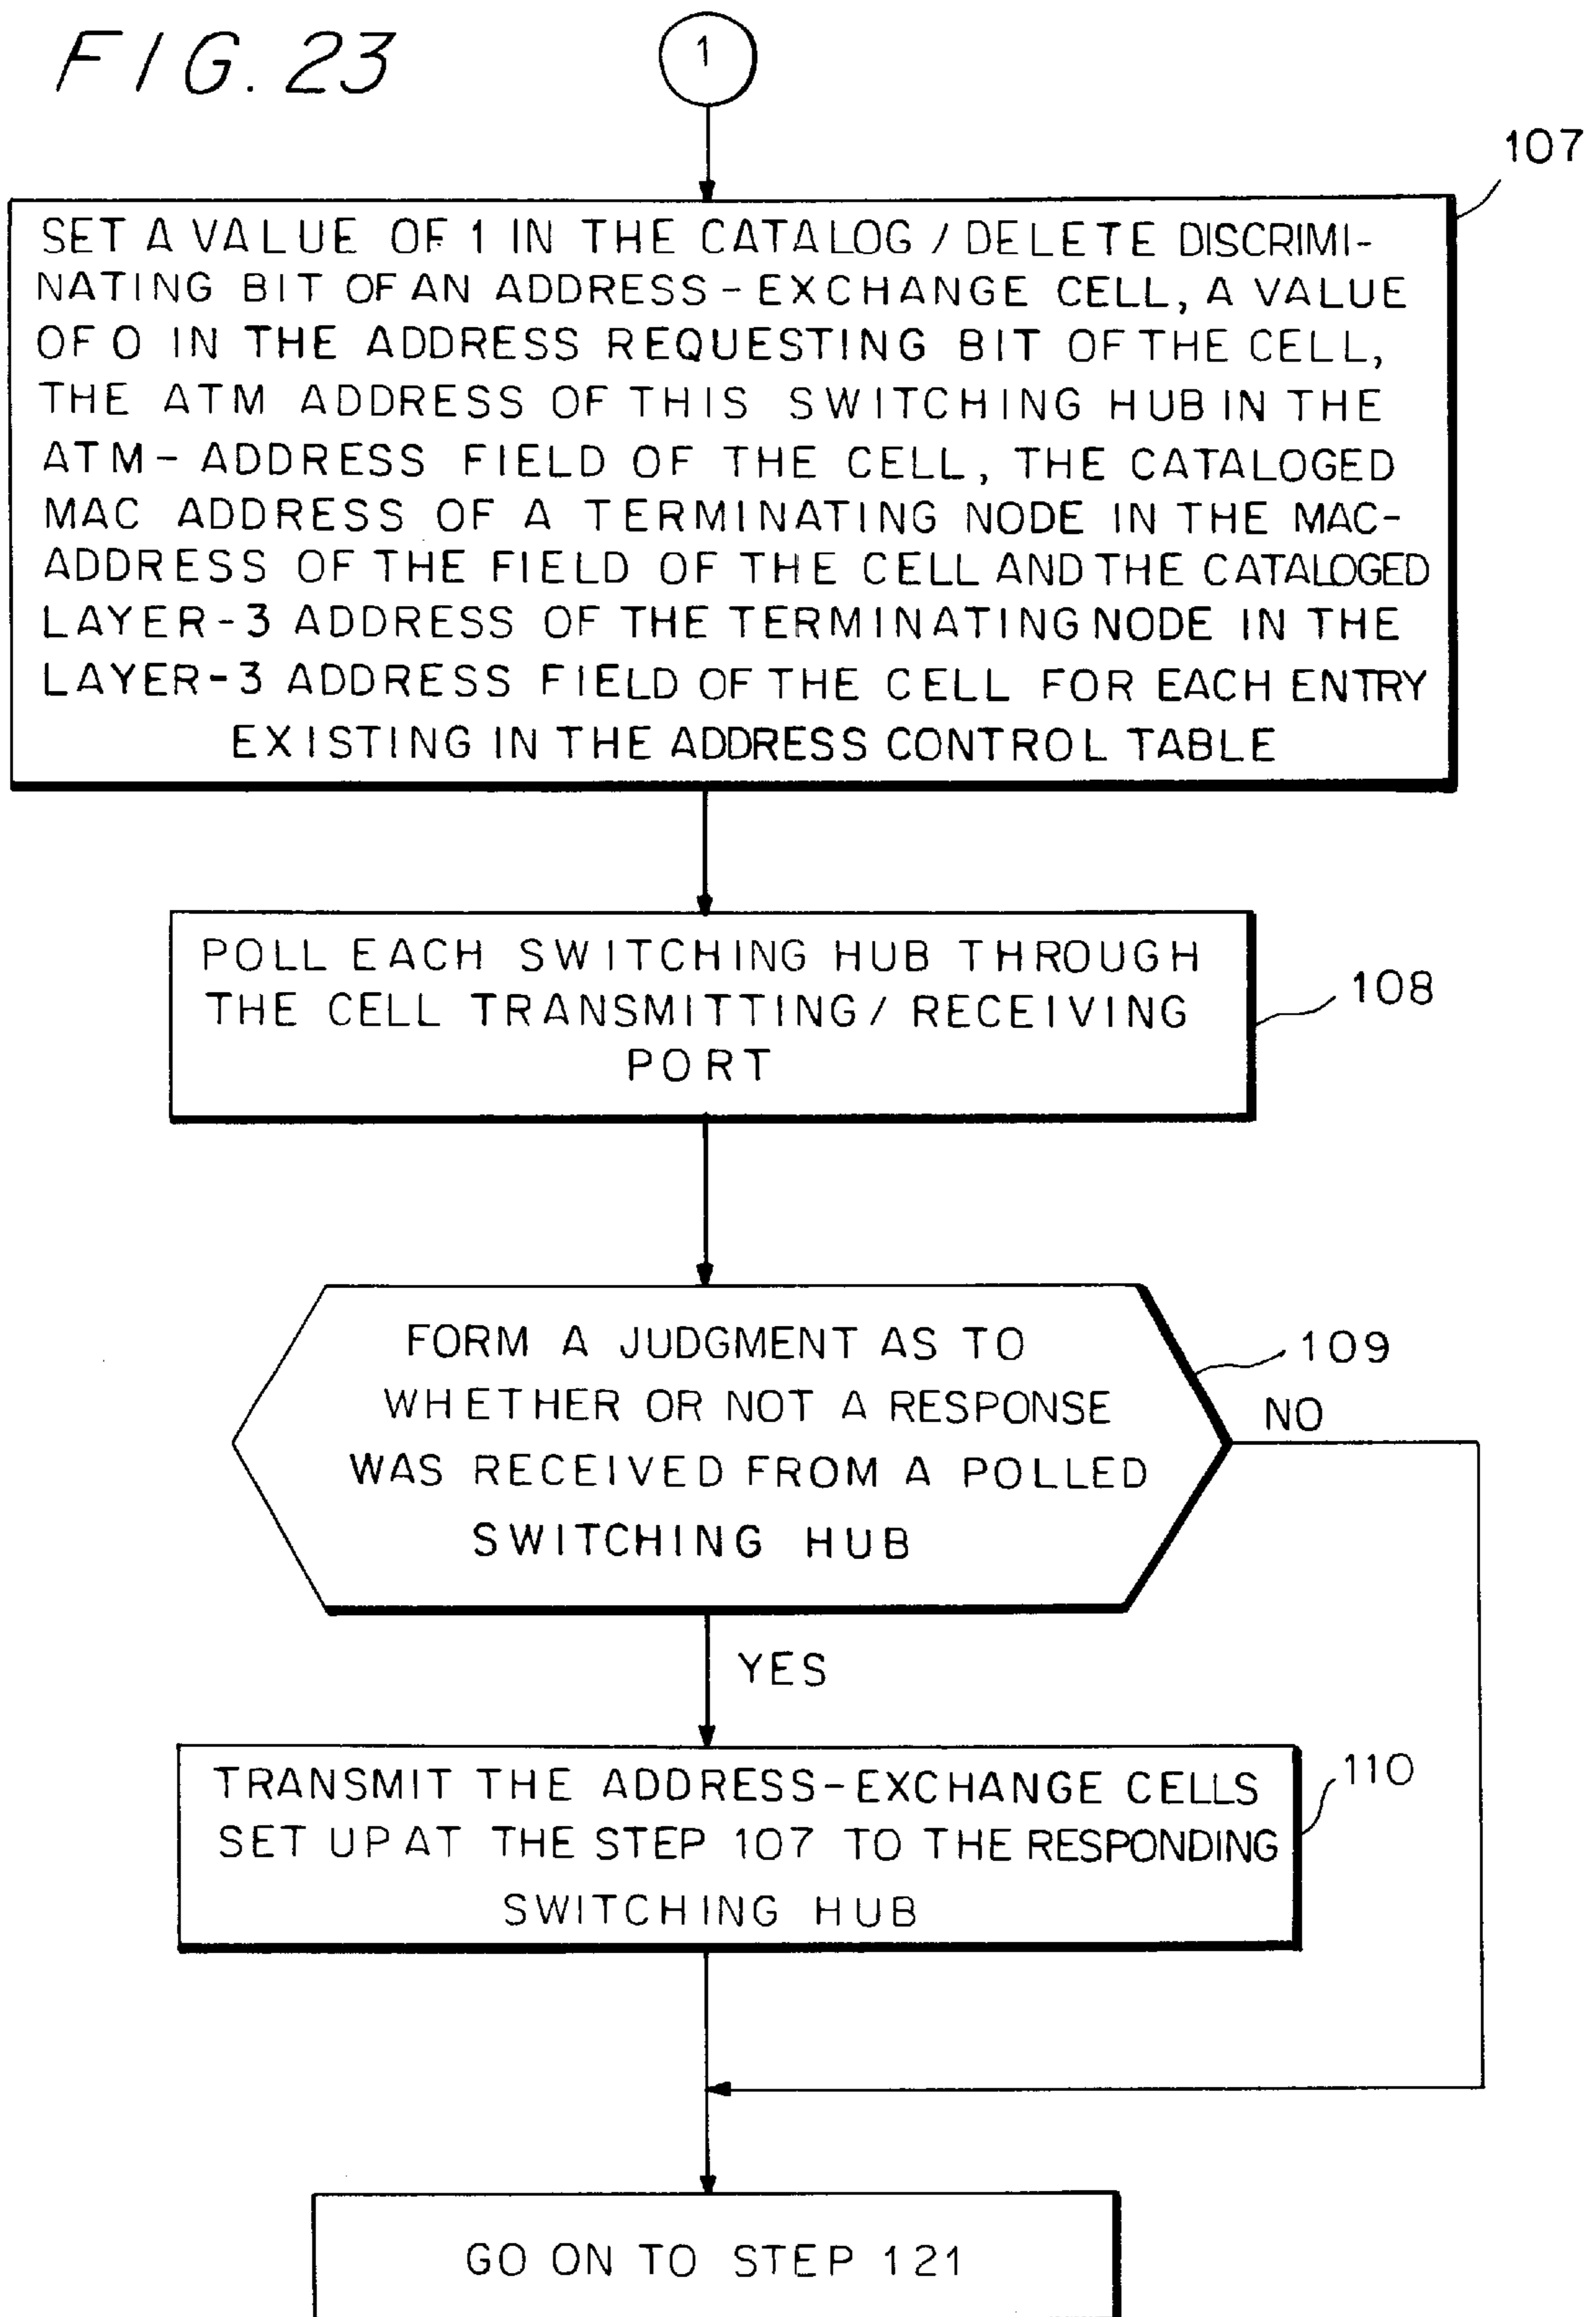 FIG. 23
1
107
SET A VALUE OF 1 IN THE CATALOG / DELETE DISCRIMI-
NATING BIT OF AN ADDRESS-EXCHANGE CELL, A VALUE
OF 0 IN THE ADDRESS REQUESTING BIT OF THE CELL,
THE ATM ADDRESS OF THIS SWITCHING HUB IN THE
ATM-ADDRESS FIELD OF THE CELL, THE CATALOGED
MAC ADDRESS OF A TERMINATING NODE IN THE MAC-
ADDRESS OF THE FIELD OF THE CELL AND THE CATALOGED
LAYER-3 ADDRESS OF THE TERMINATING NODE IN THE
LAYER-3 ADDRESS FIELD OF THE CELL FOR EACH ENTRY
EXISTING IN THE ADDRESS CONTROL TABLE
POLL EACH SWITCHING HUB THROUGH
THE CELL TRANSMITTING / RECEIVING
PORT
108
FORM A JUDGMENT AS TO
WHETHER OR NOT A RESPONSE
WAS RECEIVED FROM A POLLED
SWITCHING HUB
109
NO
YES
TRANSMIT THE ADDRESS-EXCHANGE CELLS
SET UP AT THE STEP 107 TO THE RESPONDING
SWITCHING HUB
110
GO ON TO STEP 121